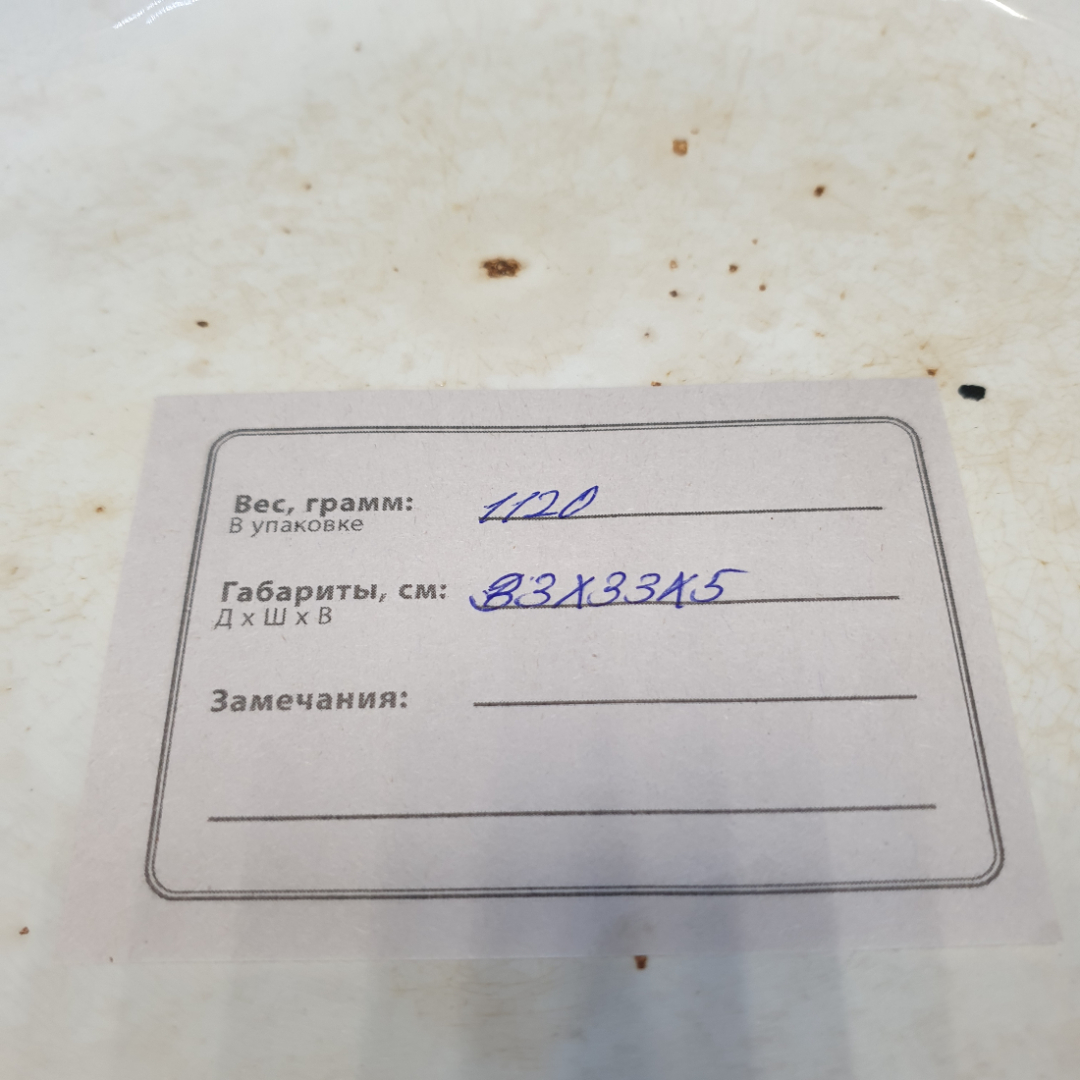 Вес, грамм: 1120
В упаковке
Габариты, см: 33х33х5
Д х Ш х В
Замечания: